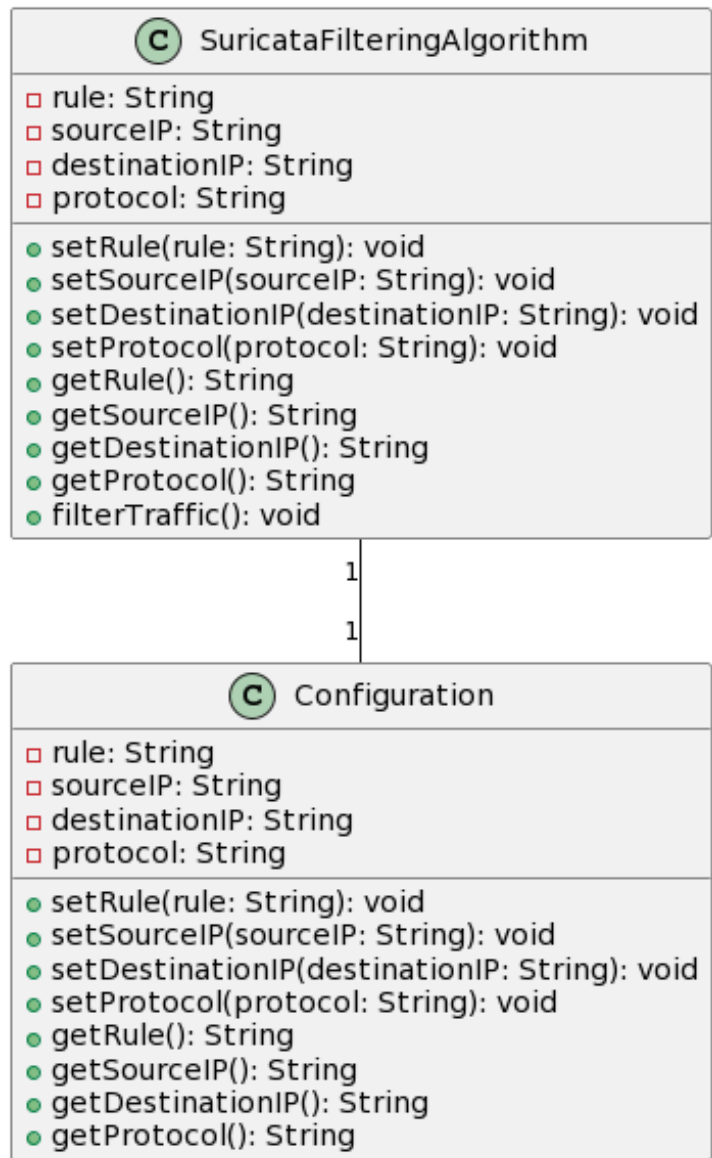 C SuricataFilteringAlgorithm
rule: String
sourceIP: String
destinationIP: String
protocol: String
setRule(rule: String): void
setSourceIP(sourceIP: String): void
setDestinationIP(destinationIP: String): void
setProtocol(protocol: String): void
getRule(): String
getSourceIP(): String
getDestinationIP(): String
getProtocol(): String
filterTraffic(): void
1
1
C Configuration
rule: String
sourceIP: String
destinationIP: String
protocol: String
setRule(rule: String): void
setSourceIP(sourceIP: String): void
setDestinationIP(destinationIP: String): void
setProtocol(protocol: String): void
getRule(): String
getSourceIP(): String
getDestinationIP(): String
getProtocol(): String